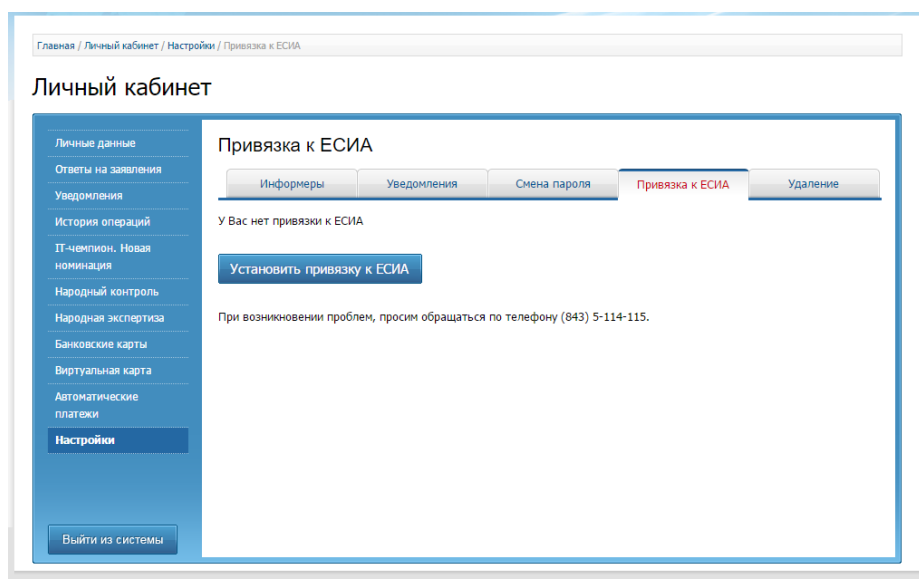 Главная / Личный кабинет / Настройки / Привязка к ЕСИА
Личный кабинет
Личные данные
Ответы на заявления
Уведомления
История операций
IT-чемпион. Новая
номинация
Народный контроль
Народная экспертиза
Банковские карты
Виртуальная карта
Автоматические
платежи
Настройки
Выйти из системы
Привязка к ЕСИА
Информеры Уведомления Смена пароля Привязка к ЕСИА Удаление
У Вас нет привязки к ЕСИА
Установить привязку к ЕСИА
При возникновении проблем, просим обращаться по телефону (843) 5-114-115.